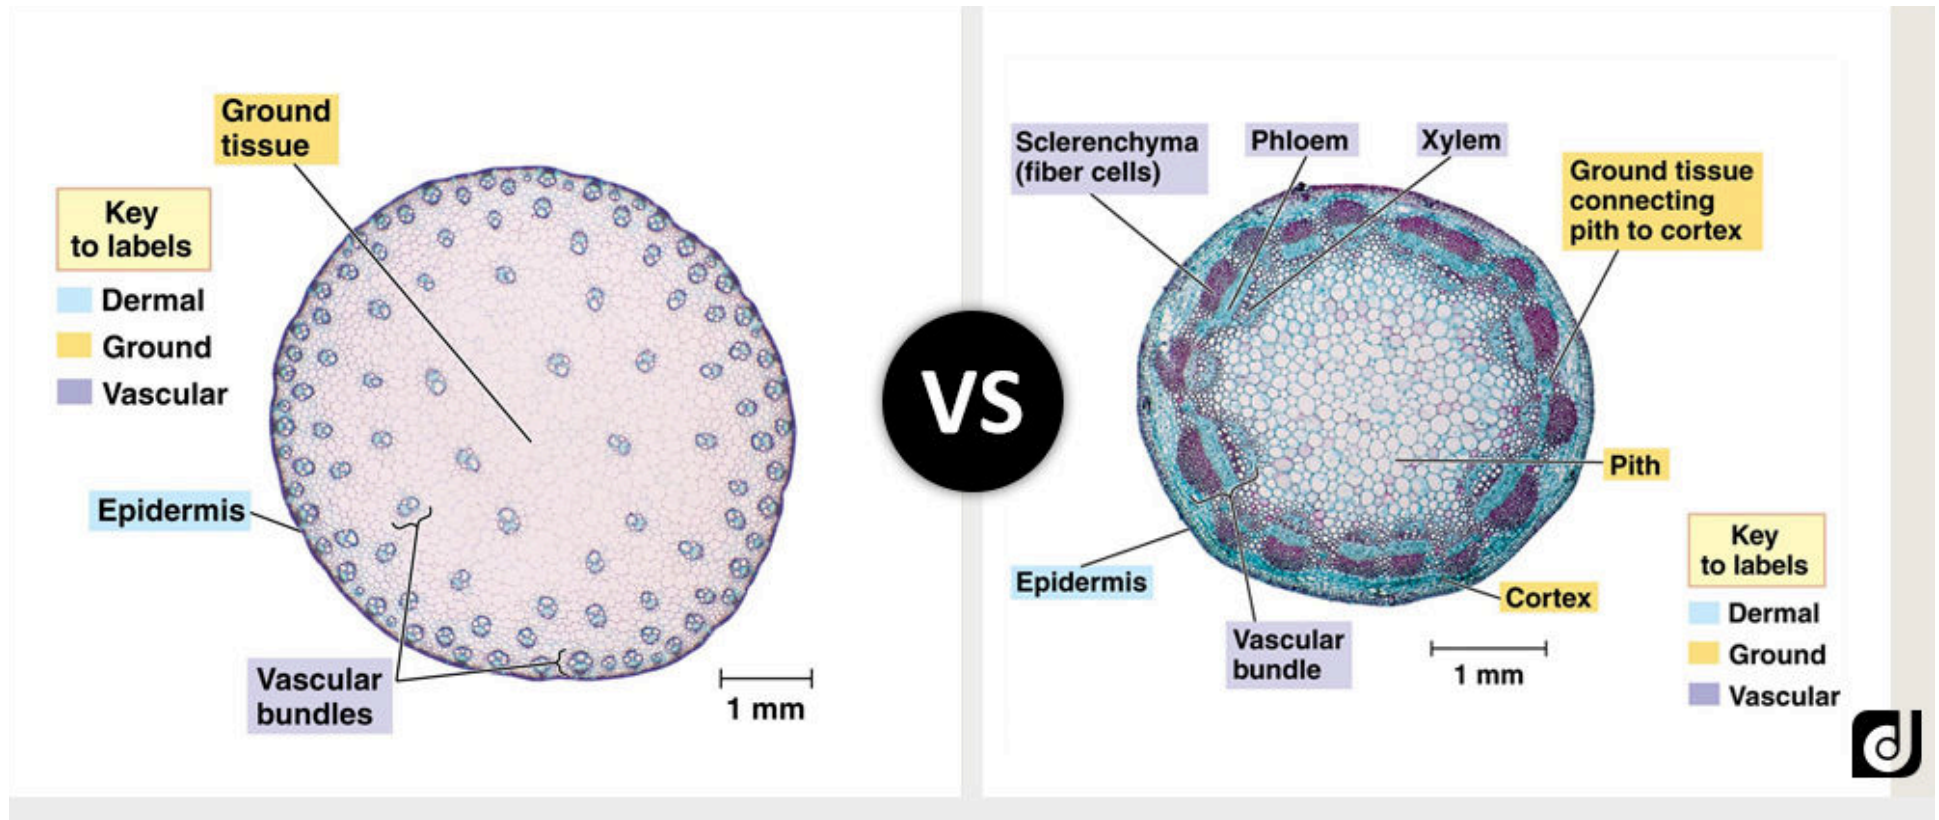 Ground
tissue
Key
to labels
Dermal
Ground
Vascular
Epidermis
Vascular
bundles
1 mm
VS
Sclerenchyma
(fiber cells)
Phloem
Xylem
Ground tissue
connecting
pith to cortex
Pith
Epidermis
Cortex
Vascular
bundle
1 mm
Key
to labels
Dermal
Ground
Vascular
d